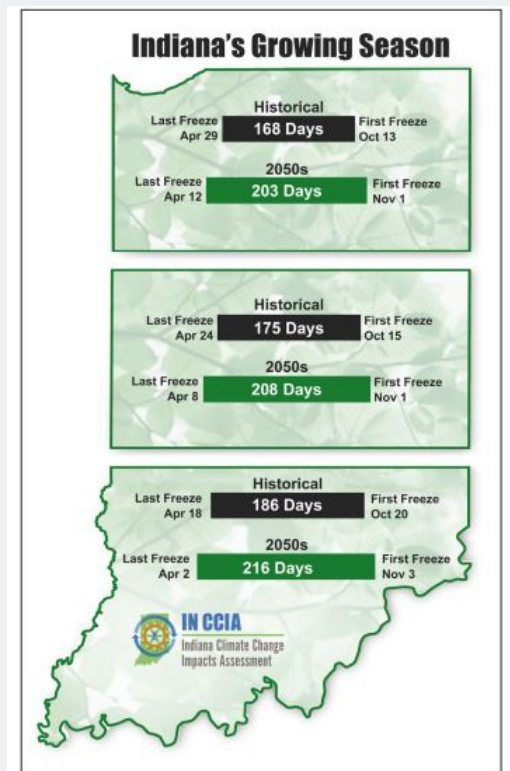 Indiana's Growing Season
Historical
Last Freeze
Apr 29
168 Days
First Freeze
Oct 13
2050s
Last Freeze
Apr 12
203 Days
First Freeze
Nov 1
Historical
Last Freeze
Apr 24
175 Days
First Freeze
Oct 15
2050s
Last Freeze
Apr 8
208 Days
First Freeze
Nov 1
Historical
Last Freeze
Apr 18
186 Days
First Freeze
Oct 20
2050s
Last Freeze
Apr 2
216 Days
First Freeze
Nov 3
IN CCIA
Indiana Climate Change
Impacts Assessment